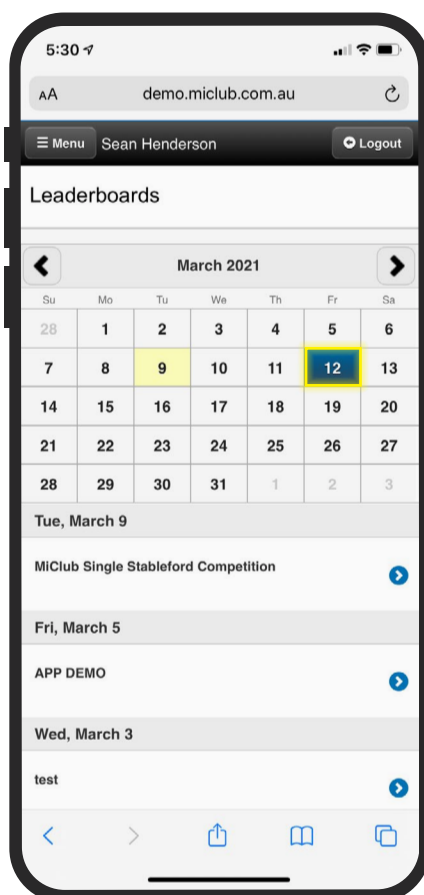 5:30
AA demo.miclub.com.au
Menu Sean Henderson Logout
Leaderboards
March 2021
Su Mo Tu We Th Fr Sa
28 1 2 3 4 5 6
7 8 9 10 11 12 13
14 15 16 17 18 19 20
21 22 23 24 25 26 27
28 29 30 31 1 2 3
Tue, March 9
MiClub Single Stableford Competition
Fri, March 5
APP DEMO
Wed, March 3
test